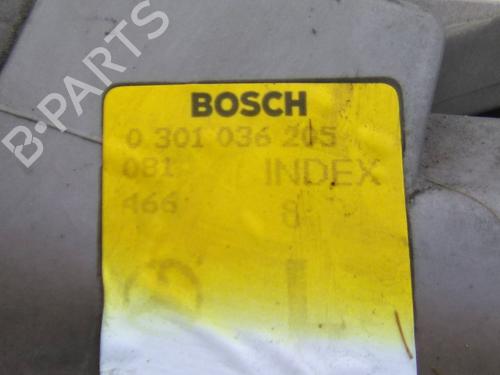 BOSCH
0 301 036 205
081 INDEX
466 8
L
B-PARTS